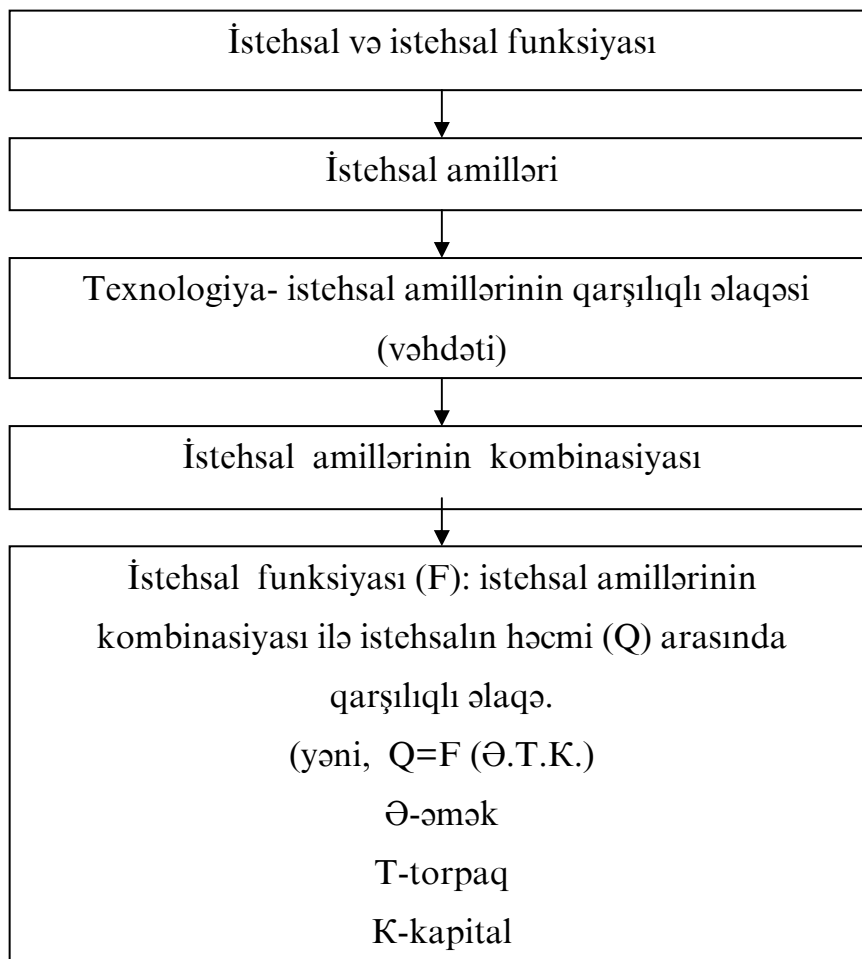 İstehsal və istehsal funksiyası
İstehsal amilləri
Texnologiya- istehsal amillərinin qarşılıqlı əlaqəsi
(vəhdəti)
İstehsal amillərinin kombinasiyası
İstehsal funksiyası (F): istehsal amillərinin
kombinasiyası ilə istehsalın həcmi (Q) arasında
qarşılıqlı əlaqə.
(yəni, Q=F (Ə.T.K.)
Ə-əmək
T-torpaq
K-kapital